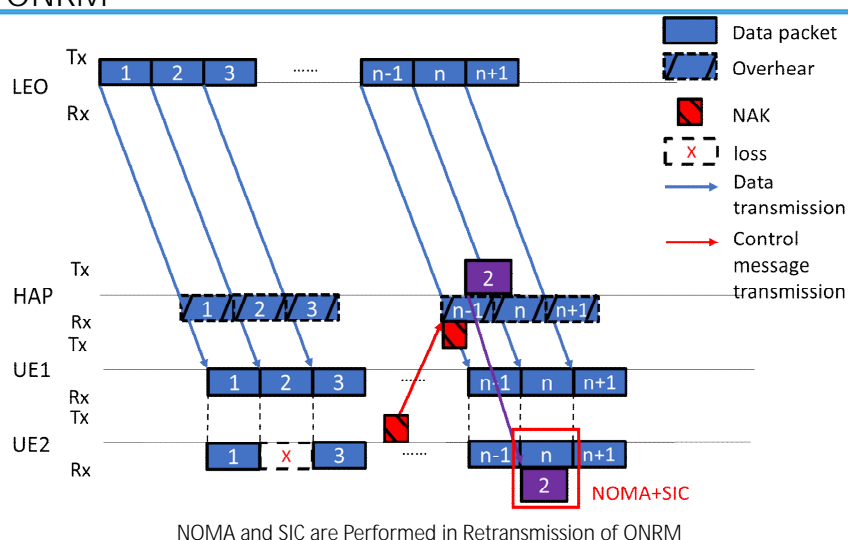 ONRM
Tx
LEO
Rx
1 2 3 ...... n-1 n n+1
Data packet
Overhear
NAK
X loss
Data
transmission
Control
message
transmission
Tx
2
HAP
1 2 3 n-1 n n+1
Rx
Tx
UE1
1 2 3 ...... n-1 n n+1
Rx
Tx
UE2
1 X 3 ...... n-1 n n+1
Rx
2
NOMA+SIC
NOMA and SIC are Performed in Retransmission of ONRM